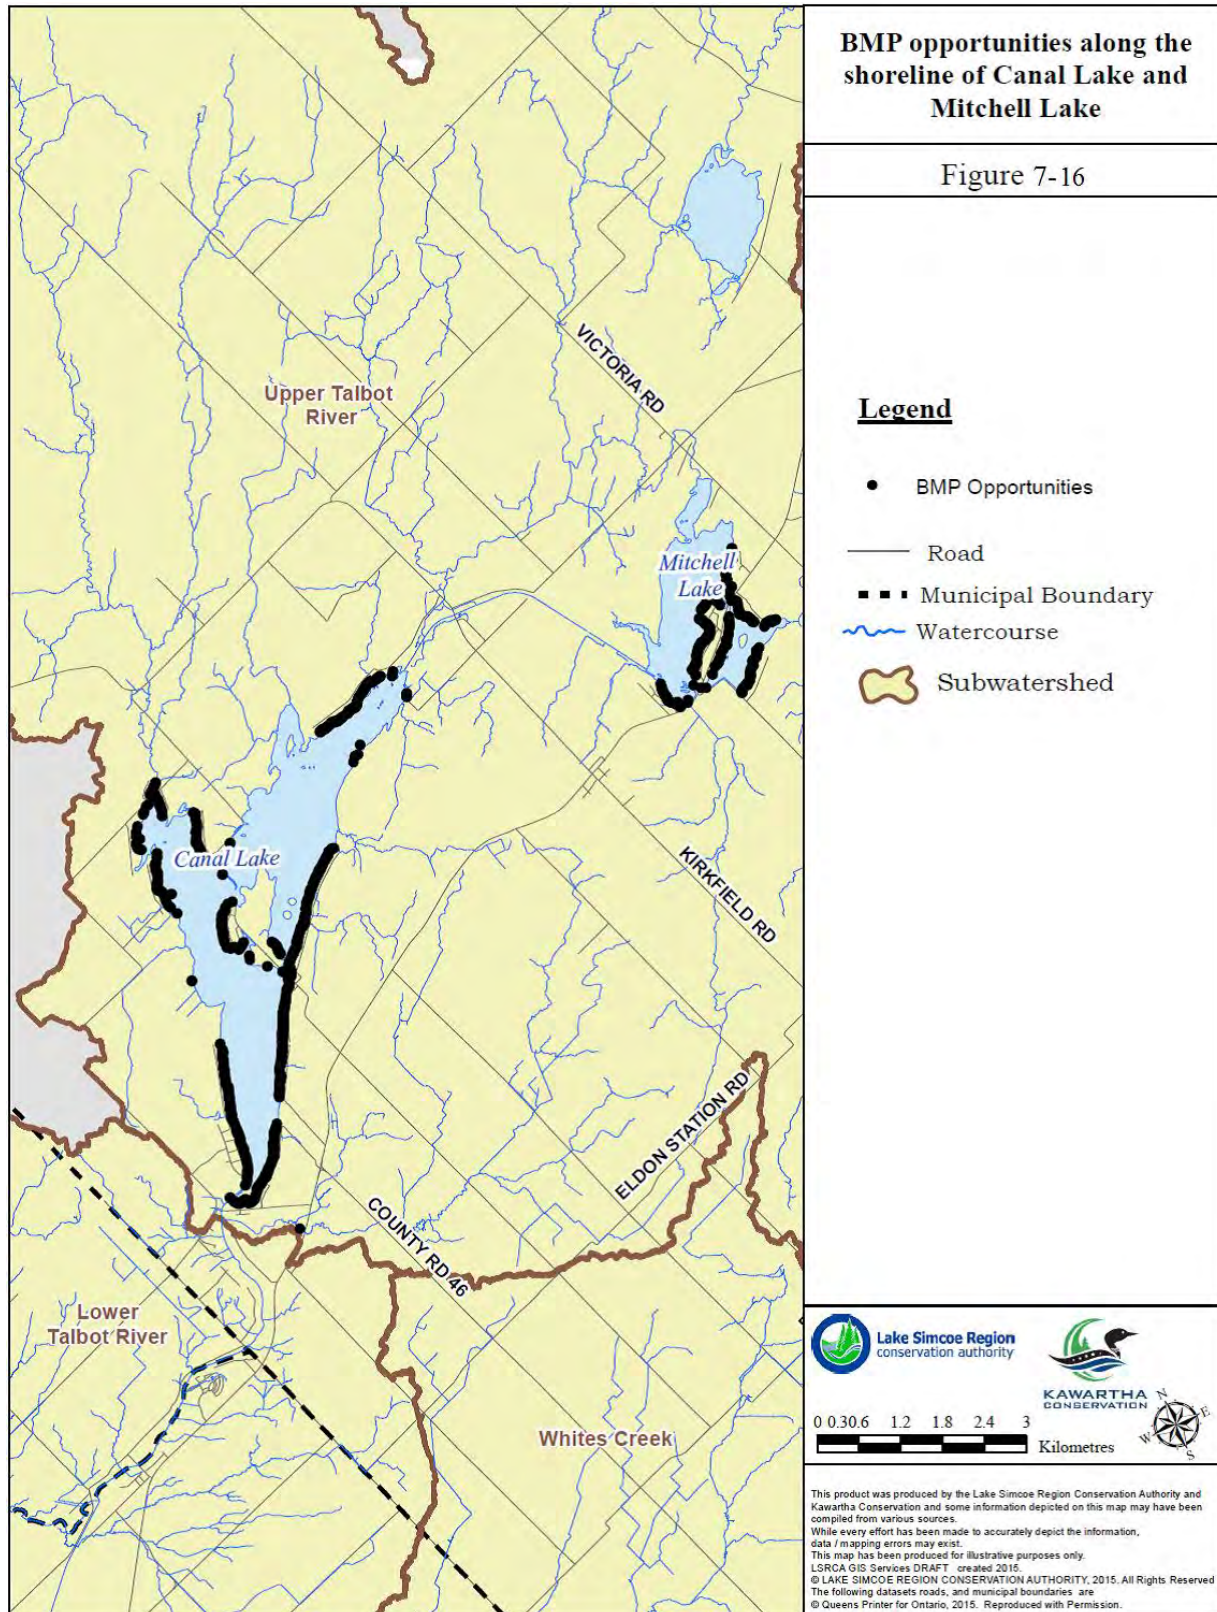 BMP opportunities along the
shoreline of Canal Lake and
Mitchell Lake
Figure 7-16
Legend
BMP Opportunities
Road
Municipal Boundary
Watercourse
Subwatershed
VICTORIA RD
Upper Talbot
River
Mitchell
Lake
Canal Lake
KIRKFIELD RD
ELDON STATION RD
COUNTY RD 46
Lower
Talbot River
Whites Creek
Lake Simcoe Region
conservation authority
KAWARTHA
CONSERVATION
N
E
W
S
0 0.30.6 1.2 1.8 2.4 3
Kilometres
This product was produced by the Lake Simcoe Region Conservation Authority and
Kawartha Conservation and some information depicted on this map may have been
compiled from various sources.
While every effort has been made to accurately depict the information,
data / mapping errors may exist.
This map has been produced for illustrative purposes only.
LSRCA GIS Services DRAFT created 2015.
© LAKE SIMCOE REGION CONSERVATION AUTHORITY, 2015. All Rights Reserved
The following datasets roads, and municipal boundaries are
© Queens Printer for Ontario, 2015. Reproduced with Permission.